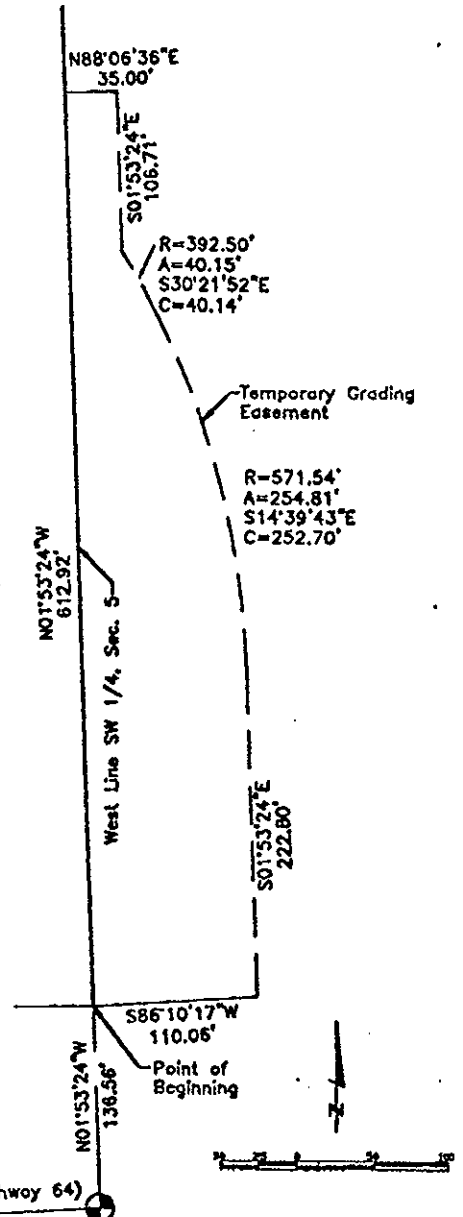 N88°06'36"E
35.00'
S01°53'24"E
106.71'
R=392.50'
A=40.15'
S30°21'52"E
C=40.14'
Temporary Grading
Easement
R=571.54'
A=254.81'
S14°39'43"E
C=252.70'
N01°53'24"W
612.92'
West Line SW 1/4, Sec. 5
S01°53'24"E
222.80'
S86°10'17"W
110.06'
Point of
Beginning
N01°53'24"W
136.56'
hway 64)
0
50
100